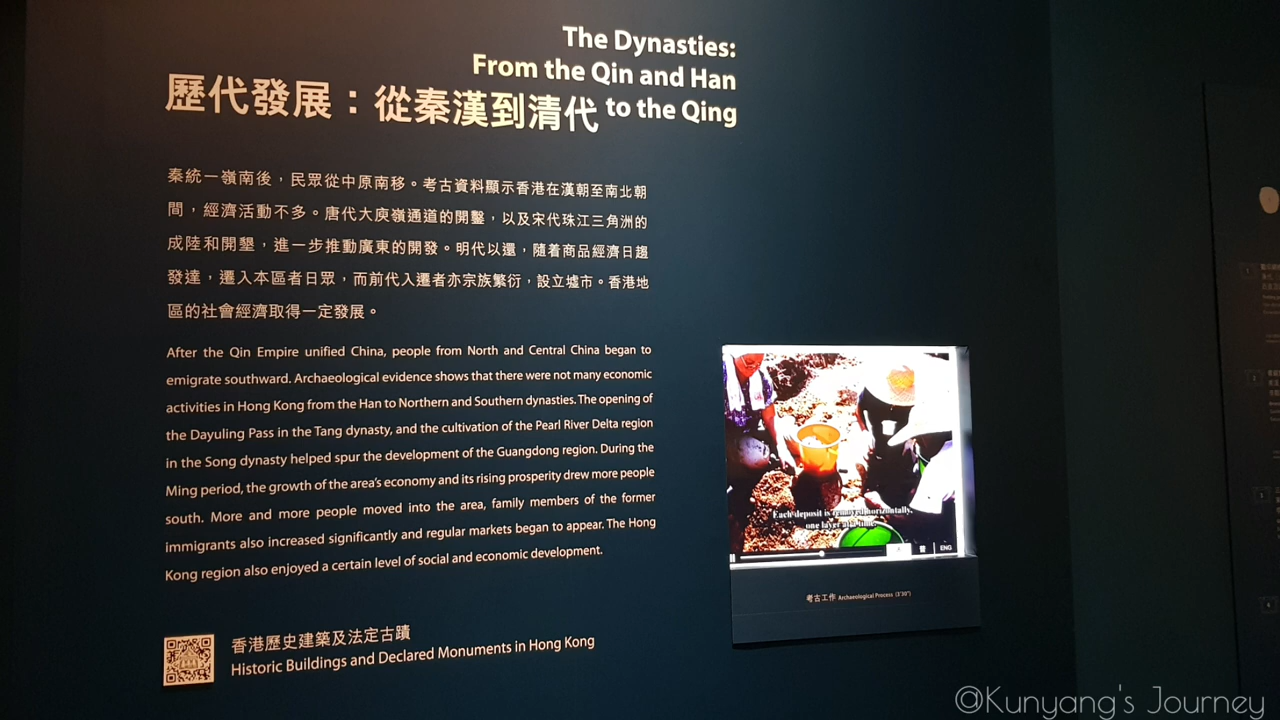 The Dynasties:
From the Qin and Han
to the Qing
歷代發展：從秦漢到清代
秦統一嶺南後，民眾從中原南移。考古資料顯示香港在漢朝至南北朝
間，經濟活動不多。唐代大庾嶺通道的開鑿，以及宋代珠江三角洲的
成陸和開墾，進一步推動廣東的開發。明代以還，隨着商品經濟日趨
發達，遷入本區者日眾，而前代入遷者亦宗族繁衍，設立墟市。香港地
區的社會經濟取得一定發展。
After the Qin Empire unified China, people from North and Central China began to
emigrate southward. Archaeological evidence shows that there were not many economic
activities in Hong Kong from the Han to Northern and Southern dynasties. The opening of
the Dayuling Pass in the Tang dynasty, and the cultivation of the Pearl River Delta region
in the Song dynasty helped spur the development of the Guangdong region. During the
Ming period, the growth of the area's economy and its rising prosperity drew more people
south. More and more people moved into the area, family members of the former
immigrants also increased significantly and regular markets began to appear. The Hong
Kong region also enjoyed a certain level of social and economic development.
Each deposit is removed horizontally,
one layer at a time.
繁 ENG
考古工作 Archaeological Process (3'30")
香港歷史建築及法定古蹟
Historic Buildings and Declared Monuments in Hong Kong
©Kunyang's Journey